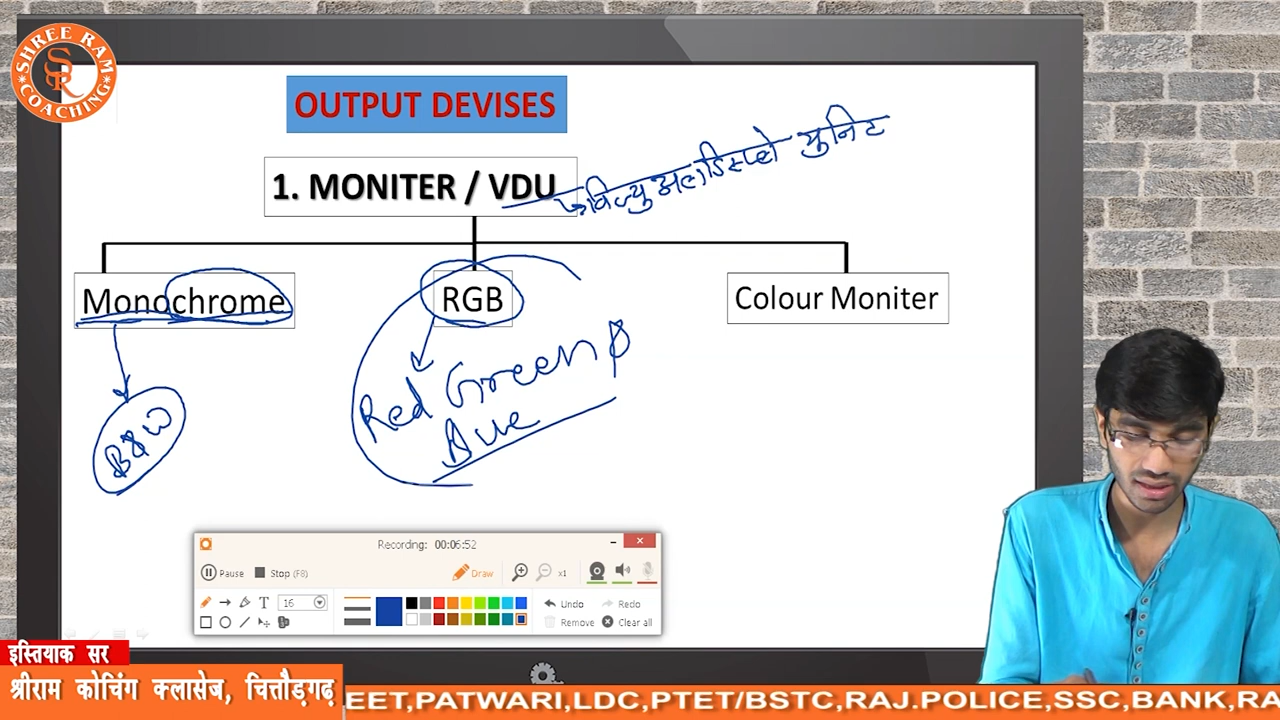 SHREE RAM
SR
COACHING
OUTPUT DEVISES
1. MONITER / VDU
विज्युअल डिस्प्ले युनिट
Monochrome
RGB
Colour Moniter
B&W
Red Green &
Blue
Recording: 00:06:52
Pause
Stop (F8)
Draw
x1
T
16
Undo
Redo
Remove
Clear all
इस्तियाक सर
श्रीराम कोचिंग क्लासेज, चित्तौड़गढ़
EET,PATWARI,LDC,PTET/BSTC,RAJ.POLICE,SSC,BANK,RA